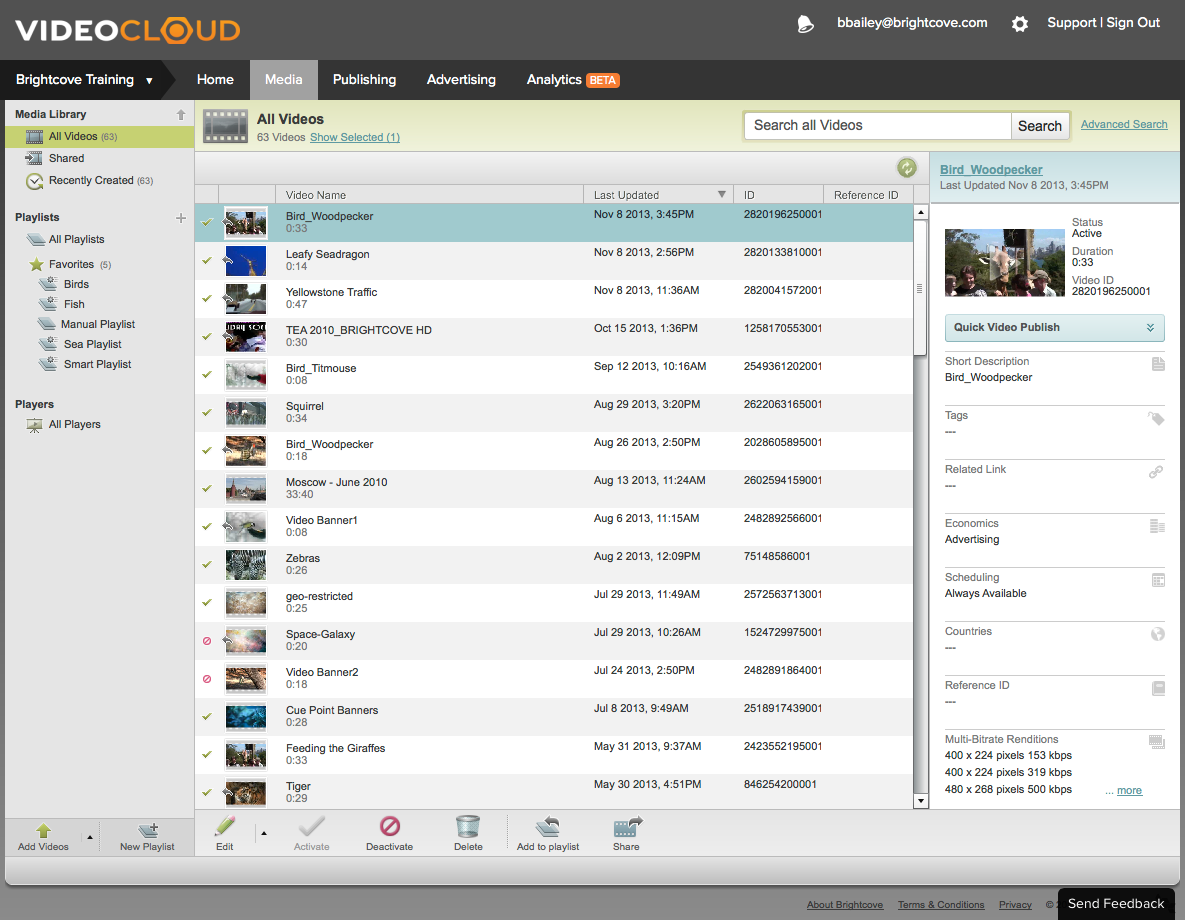 VIDEOCLOUD
bbailey@brightcove.com
Support | Sign Out
Brightcove Training
Home
Media
Publishing
Advertising
Analytics BETA
Media Library
All Videos (63)
Shared
Recently Created (63)
Playlists
All Playlists
Favorites (5)
Birds
Fish
Manual Playlist
Sea Playlist
Smart Playlist
Players
All Players
All Videos
63 Videos Show Selected (1)
Search all Videos
Search
Advanced Search
Video Name Last Updated ID Reference ID
Bird_Woodpecker Nov 8 2013, 3:45PM 2820196250001
0:33
Leafy Seadragon Nov 8 2013, 2:56PM 2820133810001
0:14
Yellowstone Traffic Nov 8 2013, 11:36AM 2820041572001
0:47
TEA 2010_BRIGHTCOVE HD Oct 15 2013, 1:36PM 1258170553001
0:30
Bird_Titmouse Sep 12 2013, 10:16AM 2549361202001
0:08
Squirrel Aug 29 2013, 3:20PM 2622063165001
0:34
Bird_Woodpecker Aug 26 2013, 2:50PM 2028605895001
0:18
Moscow - June 2010 Aug 13 2013, 11:24AM 2602594159001
33:40
Video Banner1 Aug 6 2013, 11:15AM 2482892566001
0:08
Zebras Aug 2 2013, 12:09PM 75148586001
0:26
geo-restricted Jul 29 2013, 11:49AM 2572563713001
0:25
Space-Galaxy Jul 29 2013, 10:26AM 1524729975001
0:20
Video Banner2 Jul 24 2013, 2:50PM 2482891864001
0:18
Cue Point Banners Jul 8 2013, 9:49AM 2518917439001
0:28
Feeding the Giraffes May 31 2013, 9:37AM 2423552195001
0:33
Tiger May 30 2013, 4:51PM 846254200001
0:29
Bird_Woodpecker
Last Updated Nov 8 2013, 3:45PM
Status
Active
Duration
0:33
Video ID
2820196250001
Quick Video Publish
Short Description
Bird_Woodpecker
Tags
---
Related Link
---
Economics
Advertising
Scheduling
Always Available
Countries
---
Reference ID
---
Multi-Bitrate Renditions
400 x 224 pixels 153 kbps
400 x 224 pixels 319 kbps
480 x 268 pixels 500 kbps
... more
Add Videos
New Playlist
Edit
Activate
Deactivate
Delete
Add to playlist
Share
About Brightcove
Terms & Conditions
Privacy
©
Send Feedback